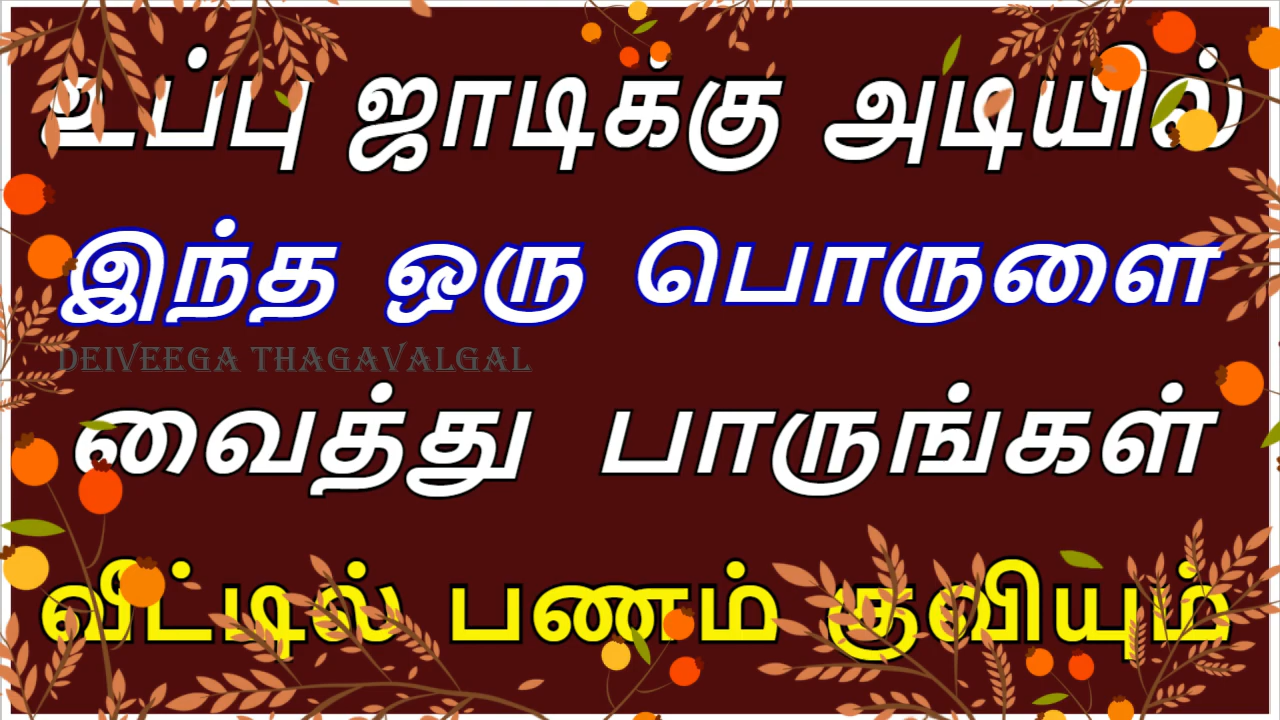 உப்பு ஜாடிக்கு அடியில்
இந்த ஒரு பொருளை
DEIVEEGA THAGAVALGAL
வைத்து பாருங்கள்
வீட்டில் பணம் குவியும்